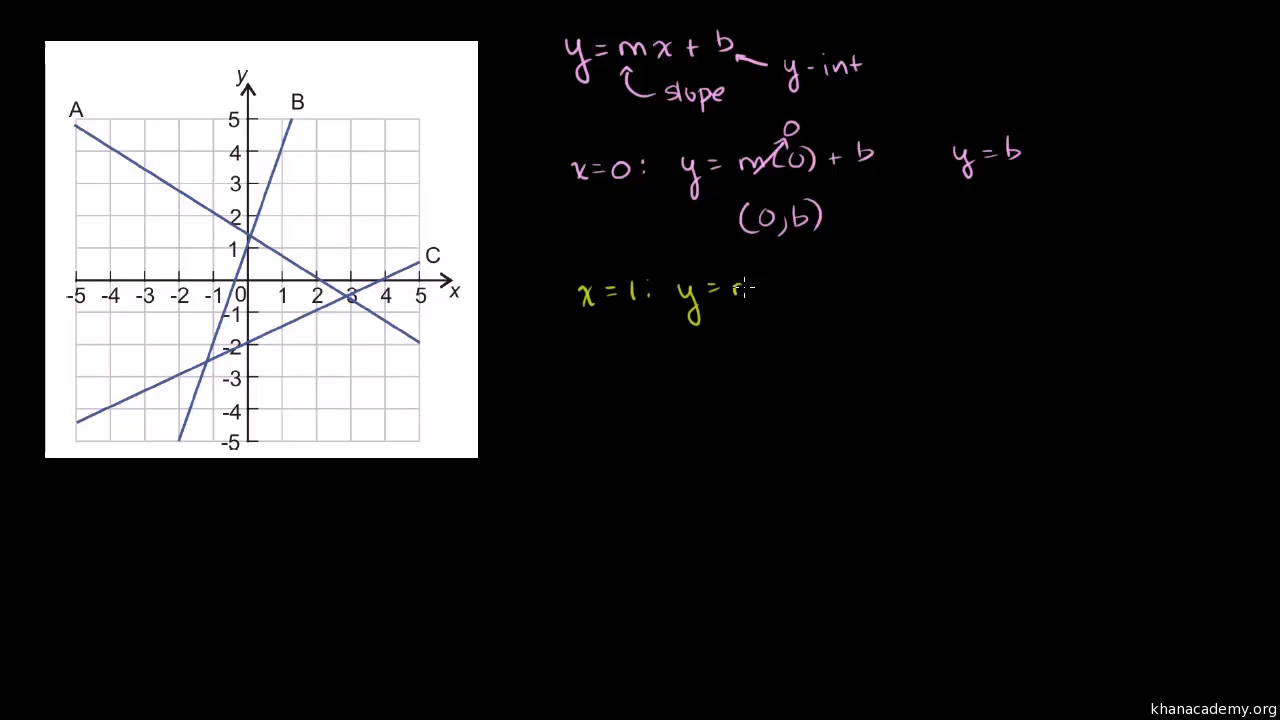 y = mx + b
y-int
slope
x=0: y = m(0) + b
0
y = b
(0,b)
x = 1: y =
y
A
B
5
4
3
2
1
C
-5 -4 -3 -2 -1 0 1 2 3 4 5 x
-1
-2
-3
-4
-5
khanacademy.org